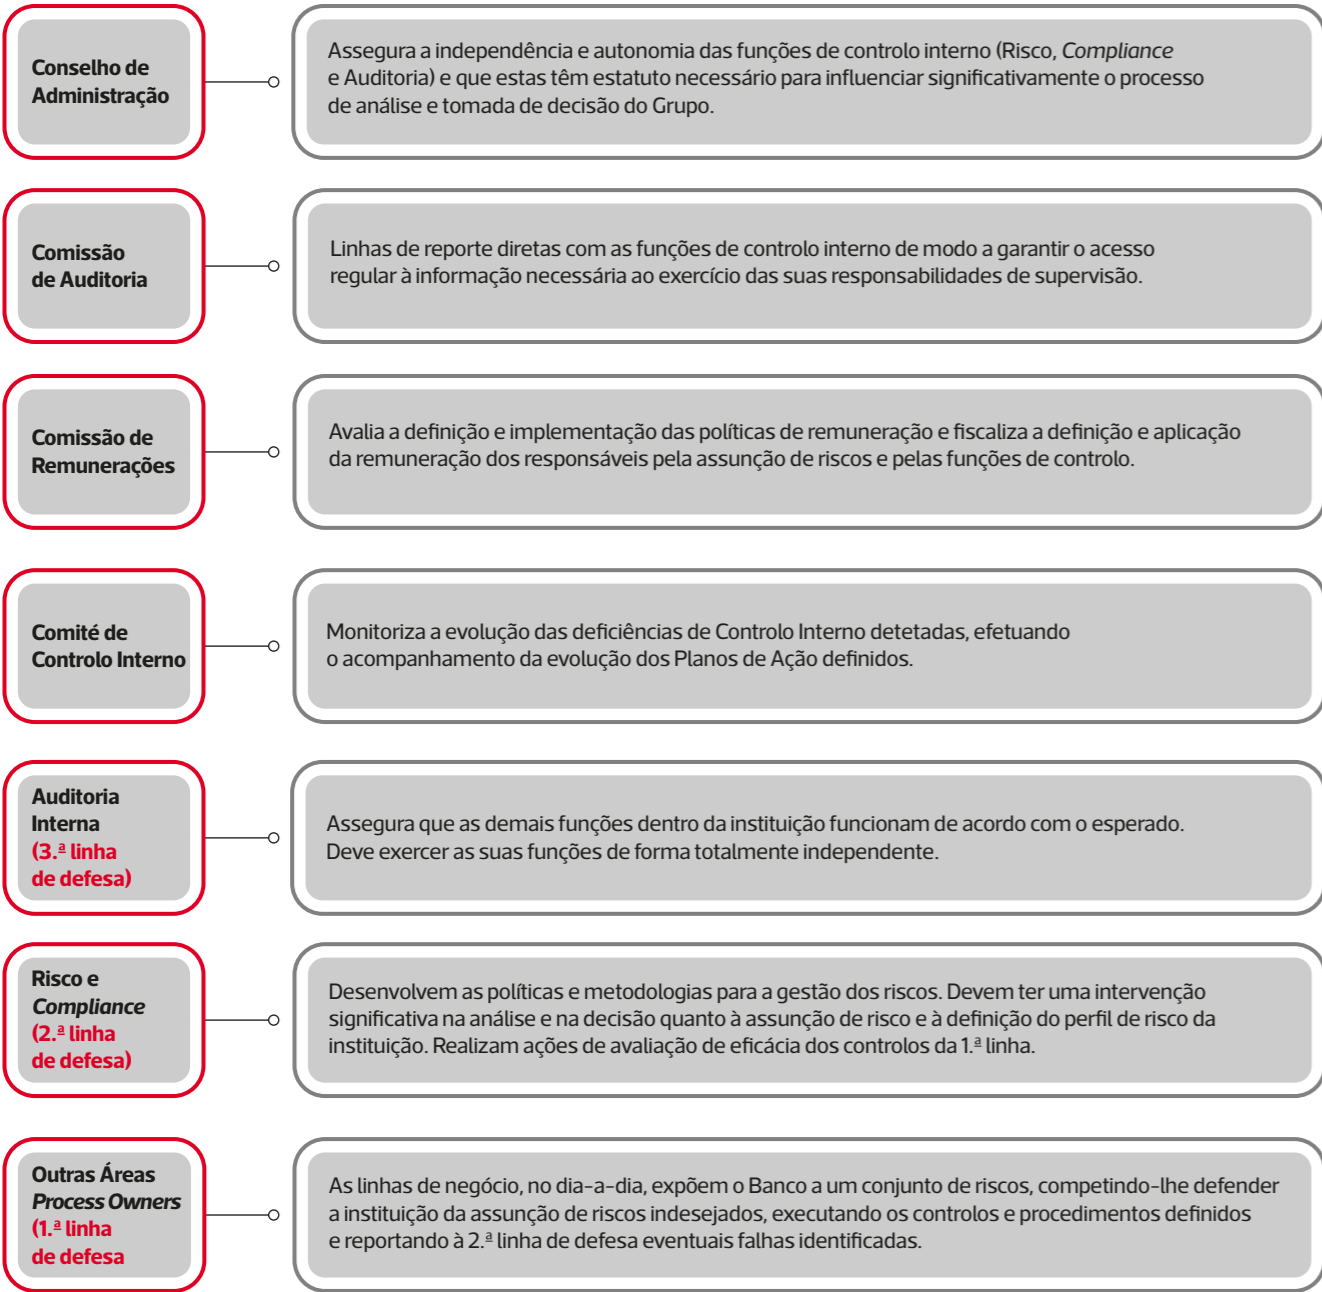 Conselho de
Administração
Assegura a independência e autonomia das funções de controlo interno (Risco, Compliance
e Auditoria) e que estas têm estatuto necessário para influenciar significativamente o processo
de análise e tomada de decisão do Grupo.
Comissão
de Auditoria
Linhas de reporte diretas com as funções de controlo interno de modo a garantir o acesso
regular à informação necessária ao exercício das suas responsabilidades de supervisão.
Comissão de
Remunerações
Avalia a definição e implementação das políticas de remuneração e fiscaliza a definição e aplicação
da remuneração dos responsáveis pela assunção de riscos e pelas funções de controlo.
Comité de
Controlo Interno
Monitoriza a evolução das deficiências de Controlo Interno detetadas, efetuando
o acompanhamento da evolução dos Planos de Ação definidos.
Auditoria
Interna
(3.ª linha
de defesa)
Assegura que as demais funções dentro da instituição funcionam de acordo com o esperado.
Deve exercer as suas funções de forma totalmente independente.
Risco e
Compliance
(2.ª linha
de defesa)
Desenvolvem as políticas e metodologias para a gestão dos riscos. Devem ter uma intervenção
significativa na análise e na decisão quanto à assunção de risco e à definição do perfil de risco da
instituição. Realizam ações de avaliação de eficácia dos controlos da 1.ª linha.
Outras Áreas
Process Owners
(1.ª linha
de defesa
As linhas de negócio, no dia-a-dia, expõem o Banco a um conjunto de riscos, competindo-lhe defender
a instituição da assunção de riscos indesejados, executando os controlos e procedimentos definidos
e reportando à 2.ª linha de defesa eventuais falhas identificadas.